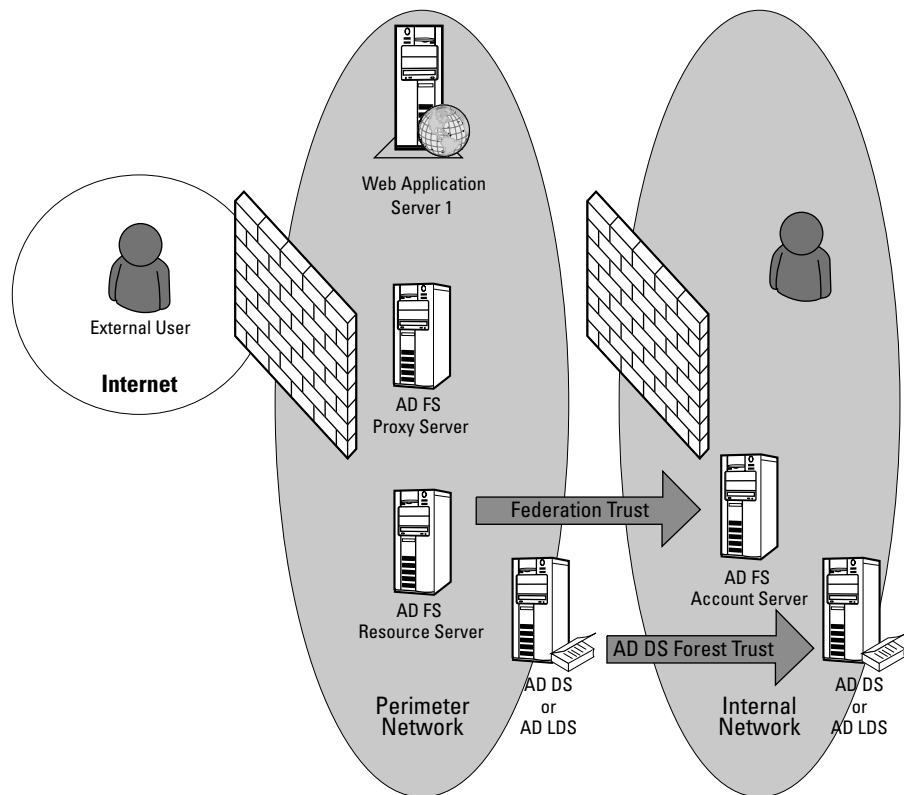 Web Application
Server 1
External User
Internet
AD FS
Proxy Server
Federation Trust
AD FS
Resource Server
AD FS
Account Server
AD DS Forest Trust
AD DS
or
AD LDS
Perimeter
Network
Internal
Network
AD DS
or
AD LDS